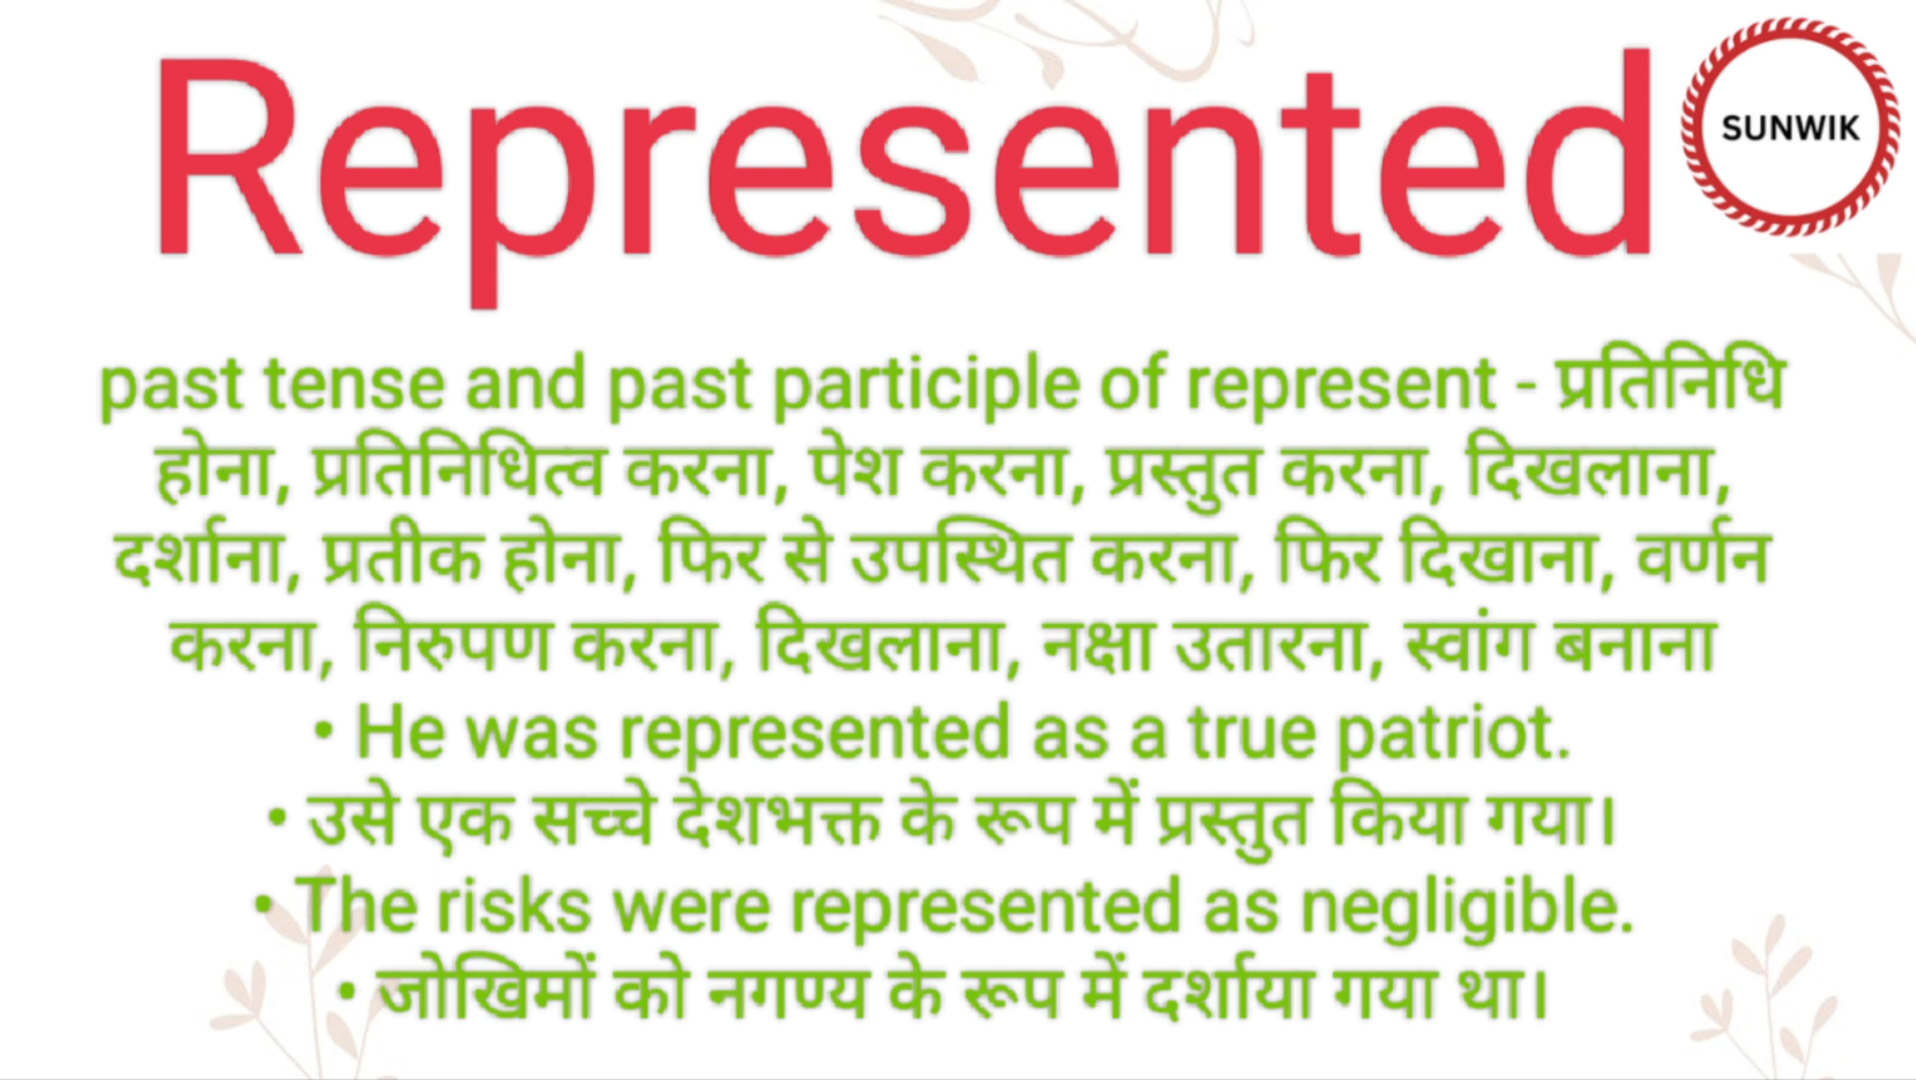 Represented
SUNWIK
past tense and past participle of represent - प्रतिनिधि
होना, प्रतिनिधित्व करना, पेश करना, प्रस्तुत करना, दिखलाना,
दर्शाना, प्रतीक होना, फिर से उपस्थित करना, फिर दिखाना, वर्णन
करना, निरुपण करना, दिखलाना, नक्षा उतारना, स्वांग बनाना
• He was represented as a true patriot.
• उसे एक सच्चे देशभक्त के रूप में प्रस्तुत किया गया।
• The risks were represented as negligible.
• जोखिमों को नगण्य के रूप में दर्शाया गया था।